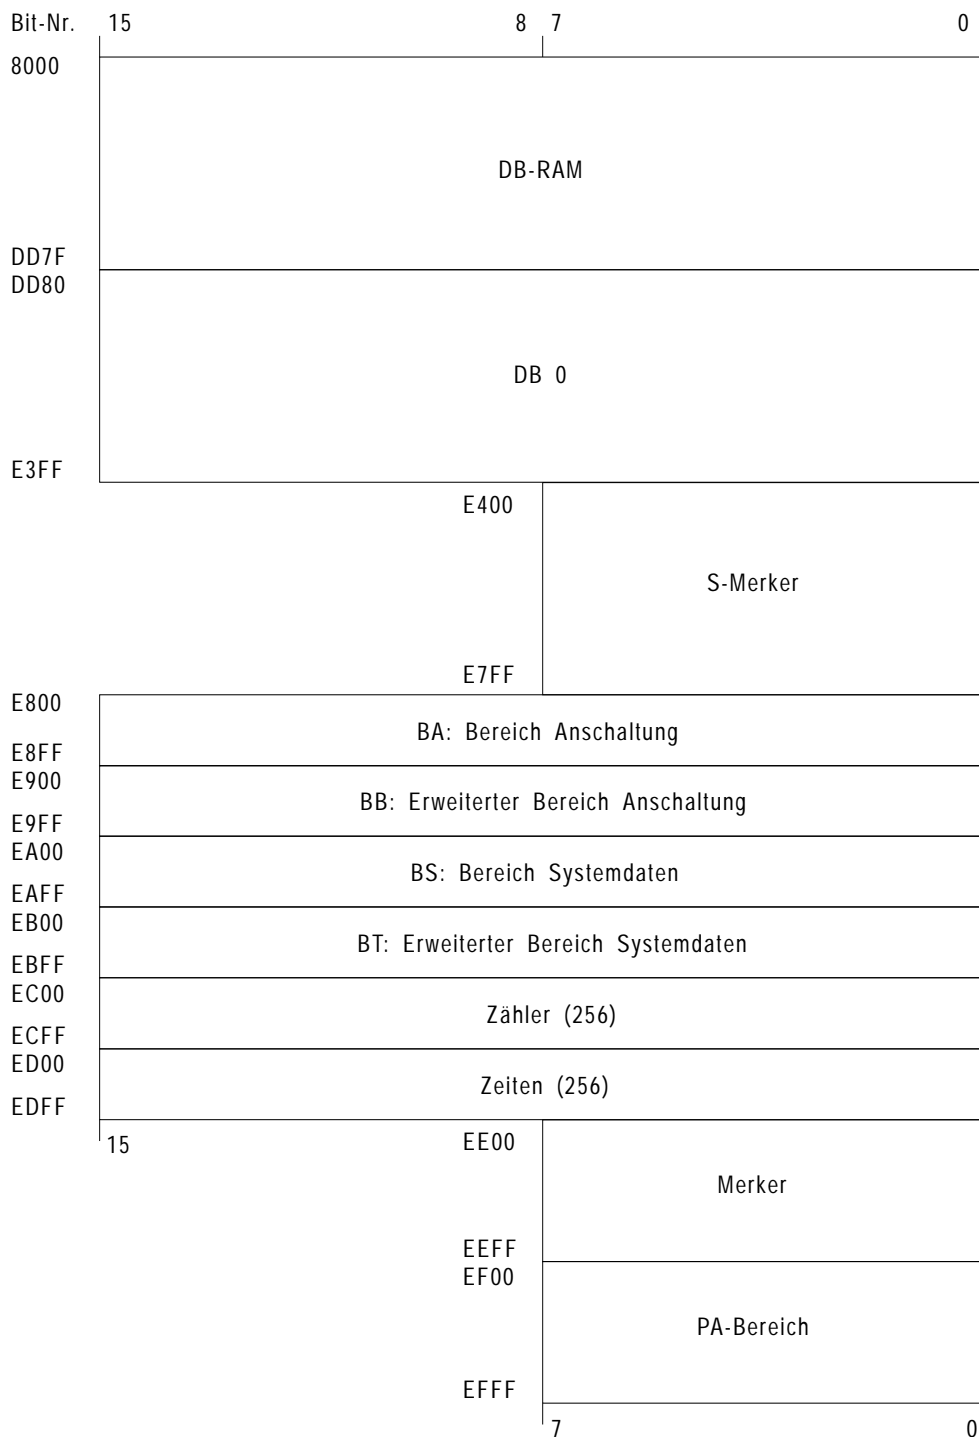 Bit-Nr. 15 8 7 0
8000
DB-RAM
DD7F
DD80
DB 0
E3FF
E400
S-Merker
E7FF
E800
BA: Bereich Anschaltung
E8FF
E900
BB: Erweiterter Bereich Anschaltung
E9FF
EA00
BS: Bereich Systemdaten
EAFF
EB00
BT: Erweiterter Bereich Systemdaten
EBFF
EC00
Zähler (256)
ECFF
ED00
Zeiten (256)
EDFF
15 EE00
Merker
EEFF
EF00
PA-Bereich
EFFF
7 0